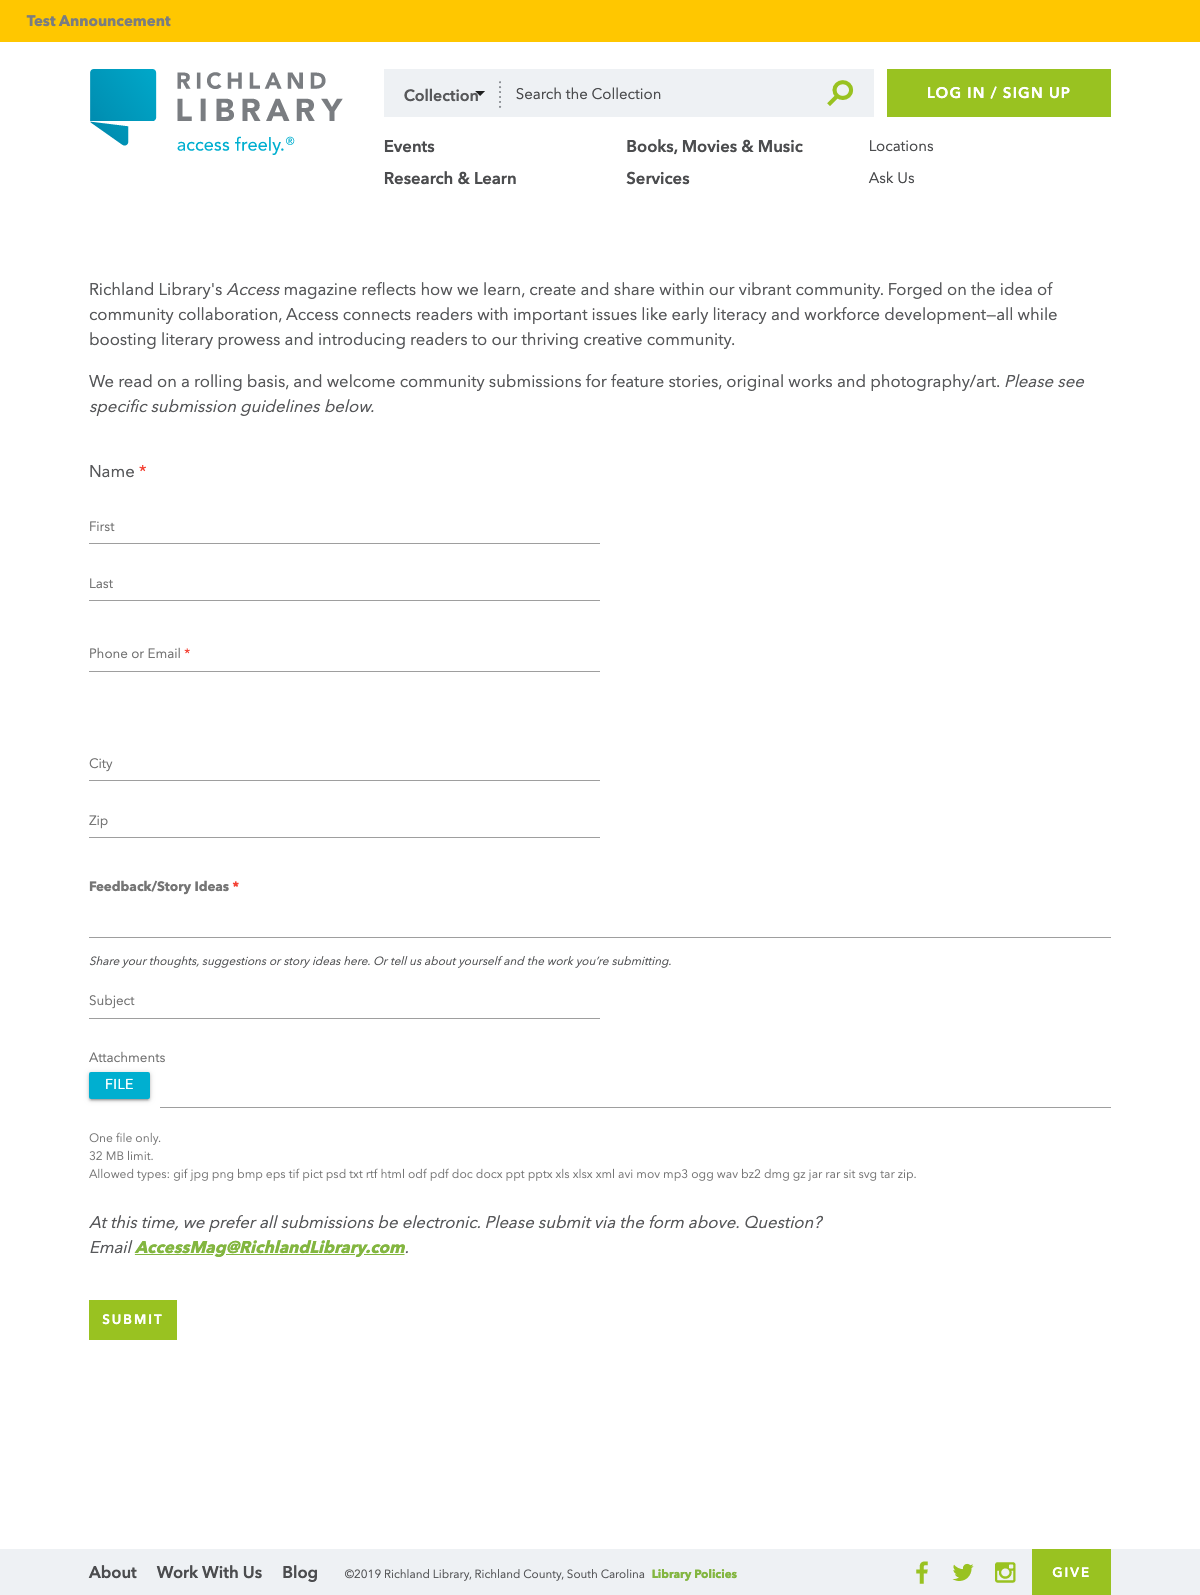 Test Announcement
RICHLAND
LIBRARY
access freely.®
Collection
Search the Collection
LOG IN / SIGN UP
Events
Books, Movies & Music
Locations
Research & Learn
Services
Ask Us
Richland Library's Access magazine reflects how we learn, create and share within our vibrant community. Forged on the idea of
community collaboration, Access connects readers with important issues like early literacy and workforce development—all while
boosting literary prowess and introducing readers to our thriving creative community.
We read on a rolling basis, and welcome community submissions for feature stories, original works and photography/art. Please see
specific submission guidelines below.
Name *
First
Last
Phone or Email *
City
Zip
Feedback/Story Ideas *
Share your thoughts, suggestions or story ideas here. Or tell us about yourself and the work you’re submitting.
Subject
Attachments
FILE
One file only.
32 MB limit.
Allowed types: gif jpg png bmp eps tif pict psd txt rtf html odf pdf doc docx ppt pptx xls xlsx xml avi mov mp3 ogg wav bz2 dmg gz jar rar sit svg tar zip.
At this time, we prefer all submissions be electronic. Please submit via the form above. Question?
Email AccessMag@RichlandLibrary.com.
SUBMIT
About
Work With Us
Blog
©2019 Richland Library, Richland County, South Carolina
Library Policies
GIVE